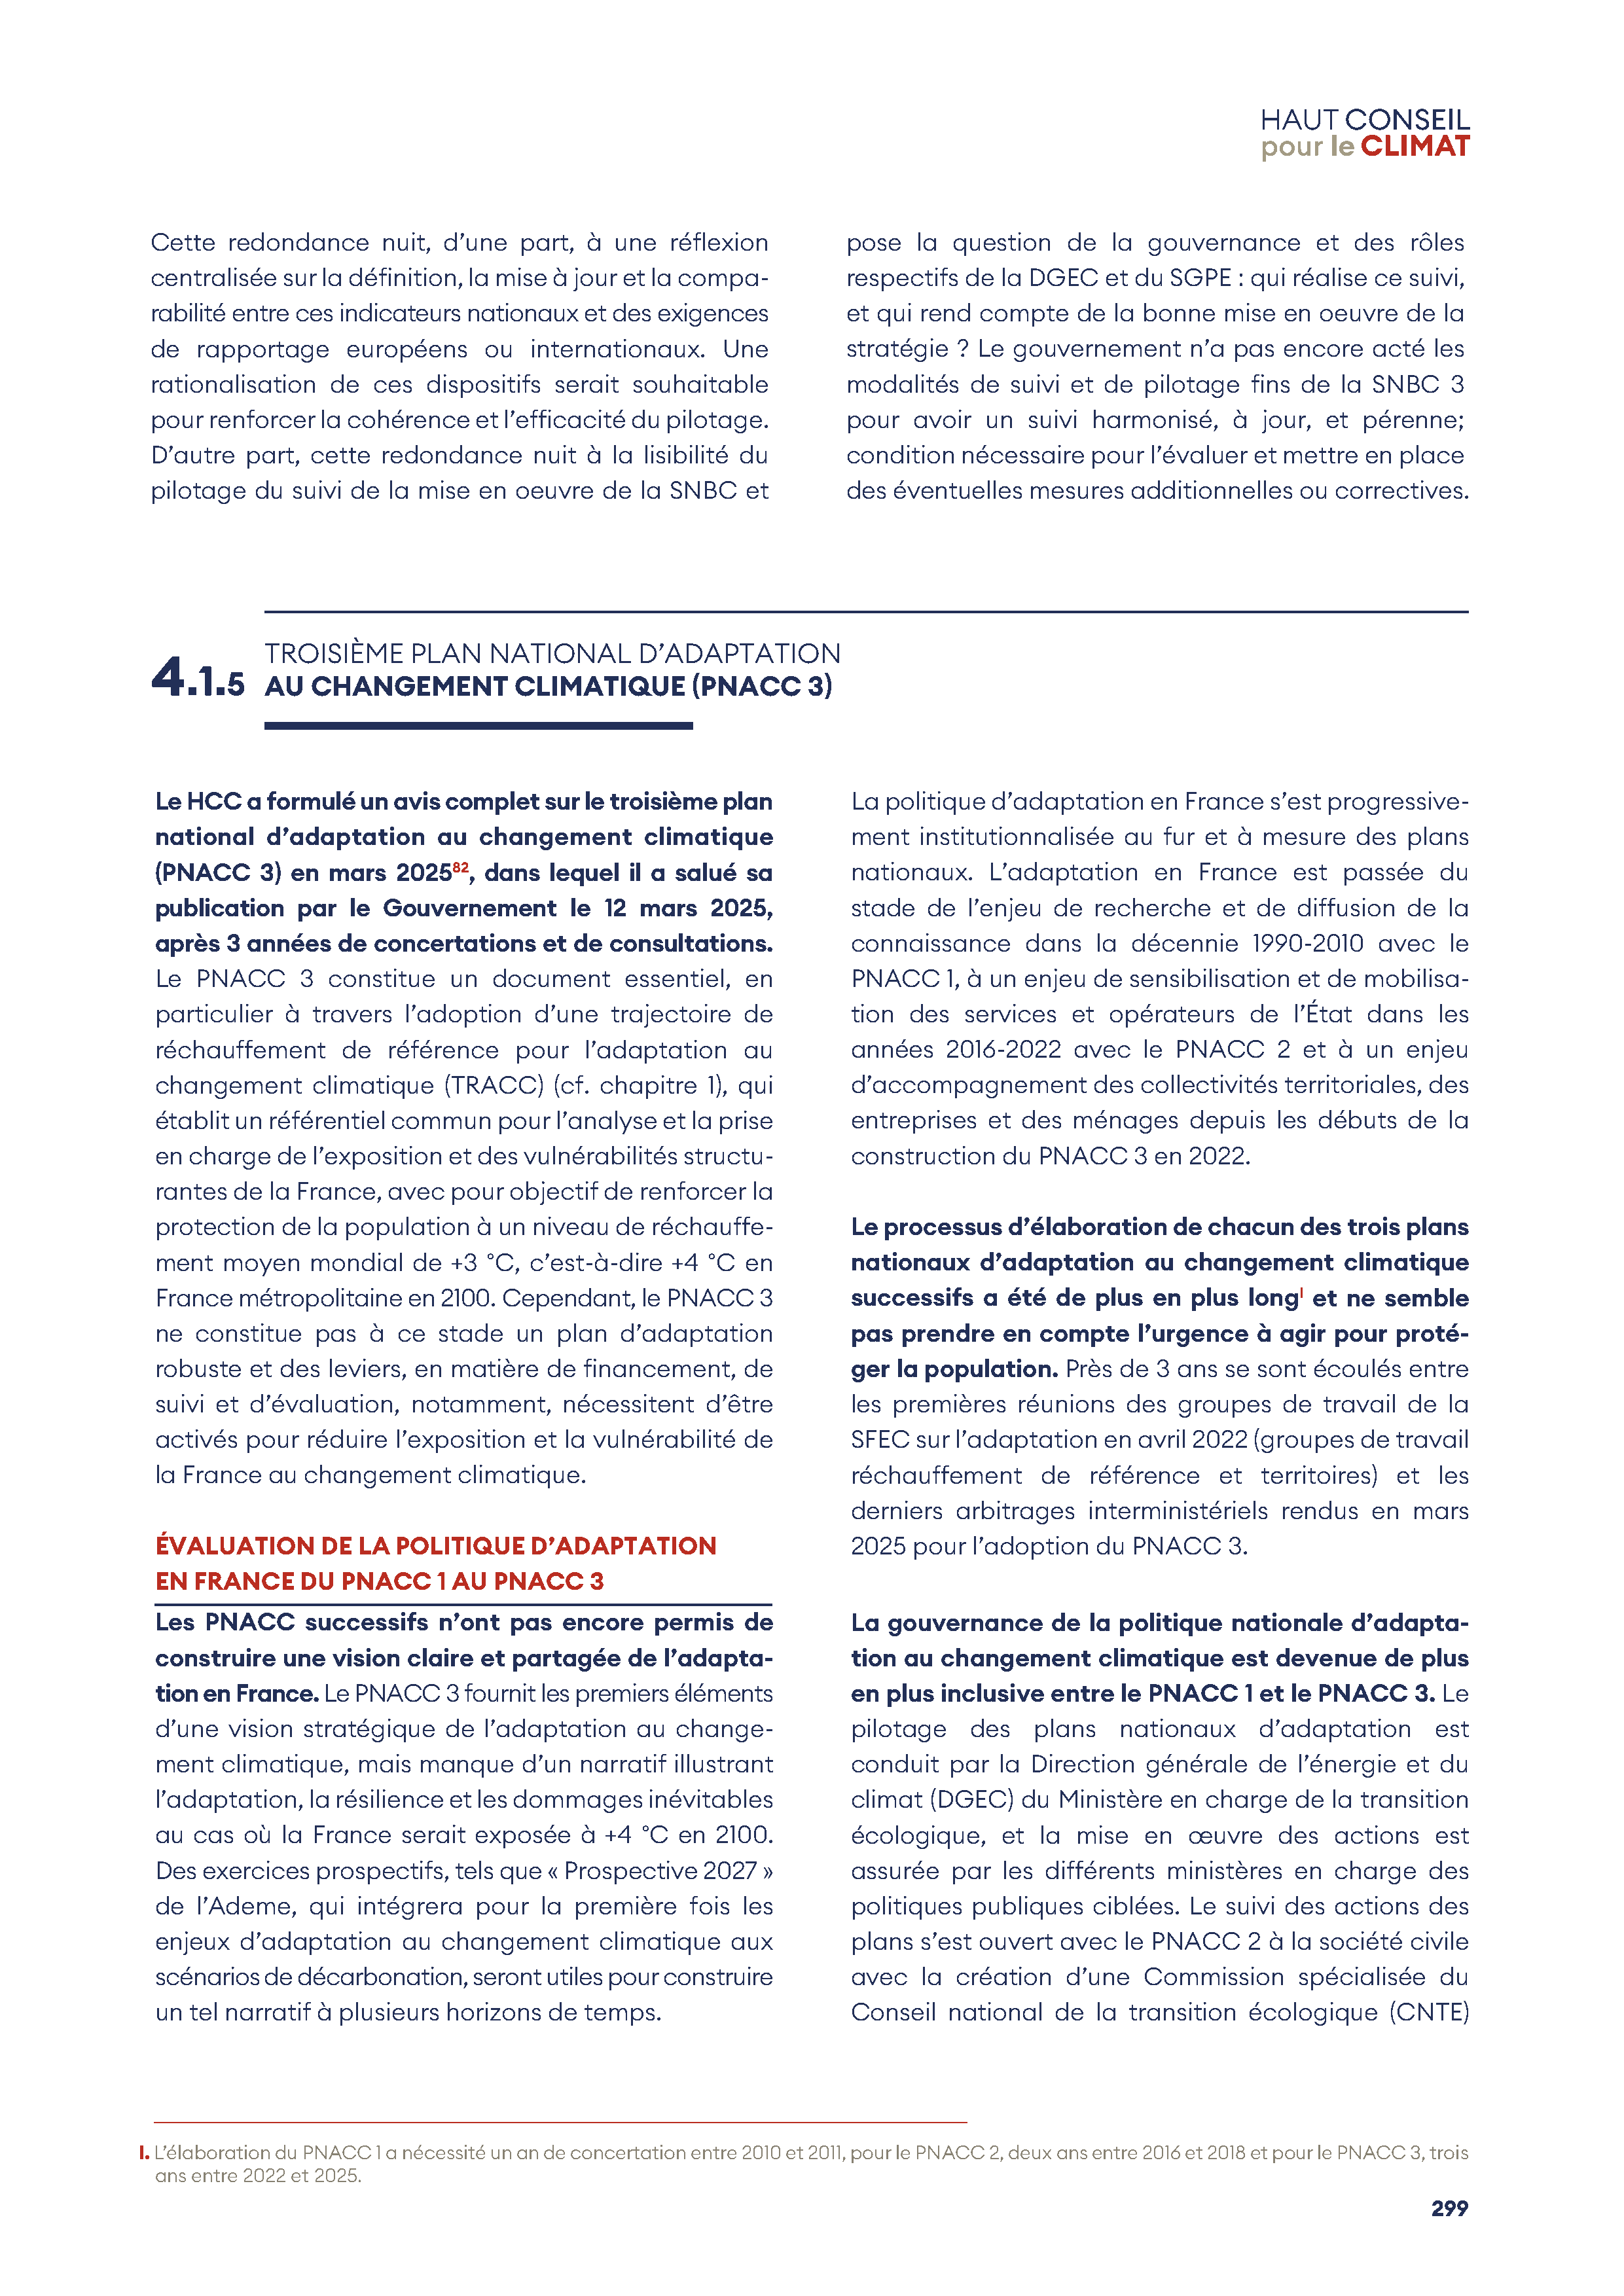 HAUT CONSEIL
pour le CLIMAT
Cette redondance nuit, d'une part, à une réflexion
centralisée sur la définition, la mise à jour et la compa-
rabilité entre ces indicateurs nationaux et des exigences
de rapportage européens ou internationaux. Une
rationalisation de ces dispositifs serait souhaitable
pour renforcer la cohérence et l'efficacité du pilotage.
D'autre part, cette redondance nuit à la lisibilité du
pilotage du suivi de la mise en oeuvre de la SNBC et
pose la question de la gouvernance et des rôles
respectifs de la DGEC et du SGPE : qui réalise ce suivi,
et qui rend compte de la bonne mise en oeuvre de la
stratégie ? Le gouvernement n'a pas encore acté les
modalités de suivi et de pilotage fins de la SNBC 3
pour avoir un suivi harmonisé, à jour, et pérenne;
condition nécessaire pour l'évaluer et mettre en place
des éventuelles mesures additionnelles ou correctives.
4.1.5 TROISIÈME PLAN NATIONAL D'ADAPTATION
AU CHANGEMENT CLIMATIQUE (PNACC 3)
Le HCC a formulé un avis complet sur le troisième plan
national d'adaptation au changement climatique
(PNACC 3) en mars 2025⁸², dans lequel il a salué sa
publication par le Gouvernement le 12 mars 2025,
après 3 années de concertations et de consultations.
Le PNACC 3 constitue un document essentiel, en
particulier à travers l'adoption d'une trajectoire de
réchauffement de référence pour l'adaptation au
changement climatique (TRACC) (cf. chapitre 1), qui
établit un référentiel commun pour l'analyse et la prise
en charge de l'exposition et des vulnérabilités structu-
rantes de la France, avec pour objectif de renforcer la
protection de la population à un niveau de réchauffe-
ment moyen mondial de +3 °C, c'est-à-dire +4 °C en
France métropolitaine en 2100. Cependant, le PNACC 3
ne constitue pas à ce stade un plan d'adaptation
robuste et des leviers, en matière de financement, de
suivi et d'évaluation, notamment, nécessitent d'être
activés pour réduire l'exposition et la vulnérabilité de
la France au changement climatique.
ÉVALUATION DE LA POLITIQUE D'ADAPTATION
EN FRANCE DU PNACC 1 AU PNACC 3
Les PNACC successifs n'ont pas encore permis de
construire une vision claire et partagée de l'adapta-
tion en France. Le PNACC 3 fournit les premiers éléments
d'une vision stratégique de l'adaptation au change-
ment climatique, mais manque d'un narratif illustrant
l'adaptation, la résilience et les dommages inévitables
au cas où la France serait exposée à +4 °C en 2100.
Des exercices prospectifs, tels que « Prospective 2027 »
de l'Ademe, qui intégrera pour la première fois les
enjeux d'adaptation au changement climatique aux
scénarios de décarbonation, seront utiles pour construire
un tel narratif à plusieurs horizons de temps.
La politique d'adaptation en France s'est progressive-
ment institutionnalisée au fur et à mesure des plans
nationaux. L'adaptation en France est passée du
stade de l'enjeu de recherche et de diffusion de la
connaissance dans la décennie 1990-2010 avec le
PNACC 1, à un enjeu de sensibilisation et de mobilisa-
tion des services et opérateurs de l'État dans les
années 2016-2022 avec le PNACC 2 et à un enjeu
d'accompagnement des collectivités territoriales, des
entreprises et des ménages depuis les débuts de la
construction du PNACC 3 en 2022.
Le processus d'élaboration de chacun des trois plans
nationaux d'adaptation au changement climatique
successifs a été de plus en plus longᴵ et ne semble
pas prendre en compte l'urgence à agir pour proté-
ger la population. Près de 3 ans se sont écoulés entre
les premières réunions des groupes de travail de la
SFEC sur l'adaptation en avril 2022 (groupes de travail
réchauffement de référence et territoires) et les
derniers arbitrages interministériels rendus en mars
2025 pour l'adoption du PNACC 3.
La gouvernance de la politique nationale d'adapta-
tion au changement climatique est devenue de plus
en plus inclusive entre le PNACC 1 et le PNACC 3. Le
pilotage des plans nationaux d'adaptation est
conduit par la Direction générale de l'énergie et du
climat (DGEC) du Ministère en charge de la transition
écologique, et la mise en œuvre des actions est
assurée par les différents ministères en charge des
politiques publiques ciblées. Le suivi des actions des
plans s'est ouvert avec le PNACC 2 à la société civile
avec la création d'une Commission spécialisée du
Conseil national de la transition écologique (CNTE)
I. L'élaboration du PNACC 1 a nécessité un an de concertation entre 2010 et 2011, pour le PNACC 2, deux ans entre 2016 et 2018 et pour le PNACC 3, trois
ans entre 2022 et 2025.
299